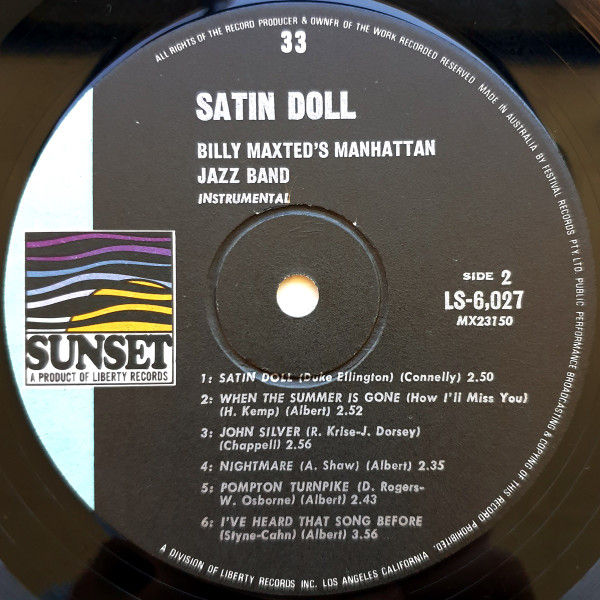 ALL RIGHTS OF THE RECORD PRODUCER & OWNER OF THE WORK RECORDED RESERVED MADE IN AUSTRALIA BY FESTIVAL RECORDS PTY. LTD. PUBLIC PERFORMANCE BROADCASTING & COPYING OF THIS RECORD PROHIBITED.
33
SATIN DOLL
BILLY MAXTED'S MANHATTAN
JAZZ BAND
INSTRUMENTAL
SIDE 2
LS-6,027
MX23150
SUNSET
A PRODUCT OF LIBERTY RECORDS
1: SATIN DOLL (Duke Ellington) (Connelly) 2.50
2: WHEN THE SUMMER IS GONE (How I'll Miss You)
(H. Kemp) (Albert) 2.52
3: JOHN SILVER (R. Krise-J. Dorsey)
(Chappell) 2.56
4: NIGHTMARE (A. Shaw) (Albert) 2.35
5: POMPTON TURNPIKE (D. Rogers-
W. Osborne) (Albert) 2.43
6: I'VE HEARD THAT SONG BEFORE
(Styne-Cahn) (Albert) 3.56
A DIVISION OF LIBERTY RECORDS INC. LOS ANGELES CALIFORNIA